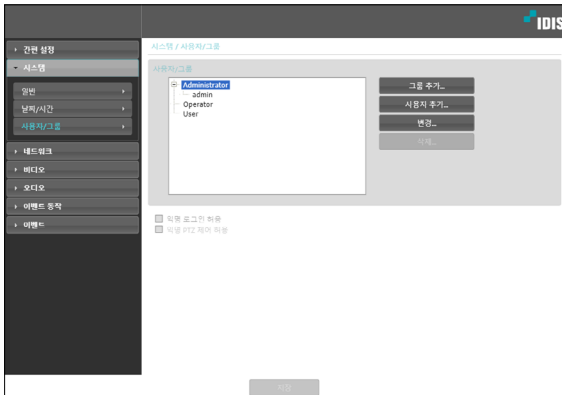 IDIS
간편 설정
시스템
일반
날짜/시간
사용자/그룹
네트워크
비디오
오디오
이벤트 동작
이벤트
시스템 / 사용자/그룹
사용자/그룹
Administrator
admin
Operator
User
그룹 추가...
사용자 추가...
변경...
삭제...
익명 로그인 허용
익명 PTZ 제어 허용
저장